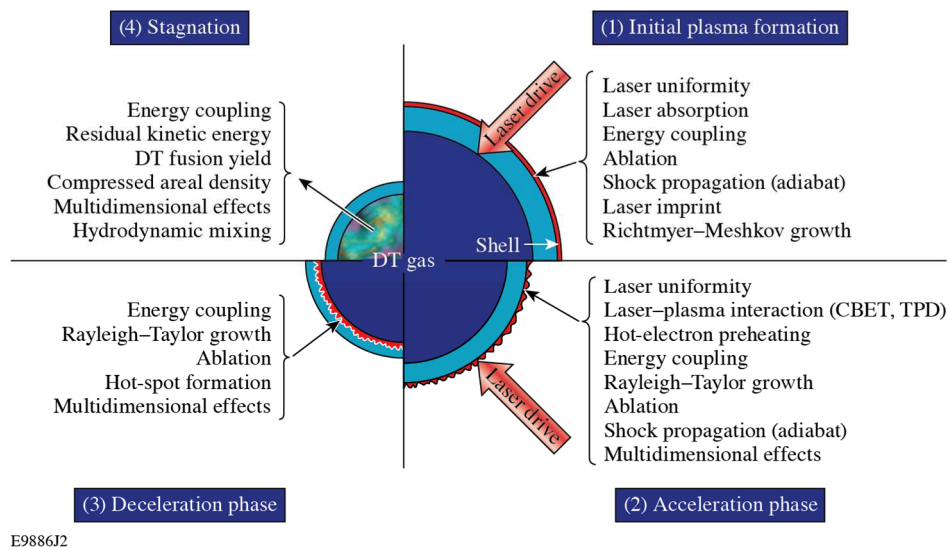 (4) Stagnation
Energy coupling
Residual kinetic energy
DT fusion yield
Compressed areal density
Multidimensional effects
Hydrodynamic mixing
(1) Initial plasma formation
Laser drive
Laser uniformity
Laser absorption
Energy coupling
Ablation
Shock propagation (adiabat)
Laser imprint
Richtmyer–Meshkov growth
Shell
DT gas
Energy coupling
Rayleigh–Taylor growth
Ablation
Hot-spot formation
Multidimensional effects
(3) Deceleration phase
Laser drive
Laser uniformity
Laser–plasma interaction (CBET, TPD)
Hot-electron preheating
Energy coupling
Rayleigh–Taylor growth
Ablation
Shock propagation (adiabat)
Multidimensional effects
(2) Acceleration phase
E9886J2